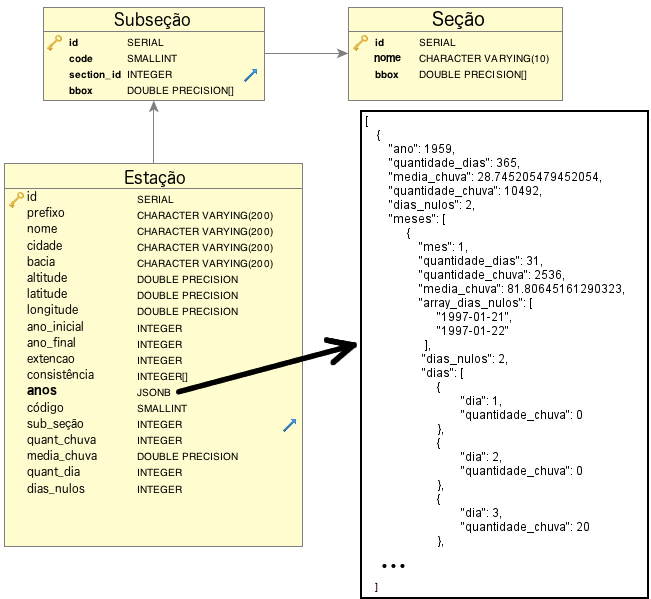 Subseção
id SERIAL
code SMALLINT
section_id INTEGER
bbox DOUBLE PRECISION[]
Seção
id SERIAL
nome CHARACTER VARYING(10)
bbox DOUBLE PRECISION[]
Estação
id SERIAL
prefixo CHARACTER VARYING(200)
nome CHARACTER VARYING(200)
cidade CHARACTER VARYING(200)
bacia CHARACTER VARYING(200)
altitude DOUBLE PRECISION
latitude DOUBLE PRECISION
longitude DOUBLE PRECISION
ano_inicial INTEGER
ano_final INTEGER
extencao INTEGER
consistência INTEGER[]
anos JSONB
código SMALLINT
sub_seção INTEGER
quant_chuva INTEGER
media_chuva DOUBLE PRECISION
quant_dia INTEGER
dias_nulos INTEGER
[
{
"ano": 1959,
"quantidade_dias": 365,
"media_chuva": 28.745205479452054,
"quantidade_chuva": 10492,
"dias_nulos": 2,
"meses": [
{
"mes": 1,
"quantidade_dias": 31,
"quantidade_chuva": 2536,
"media_chuva": 81.80645161290323,
"array_dias_nulos": [
"1997-01-21",
"1997-01-22"
],
"dias_nulos": 2,
"dias": [
{
"dia": 1,
"quantidade_chuva": 0
},
{
"dia": 2,
"quantidade_chuva": 0
},
{
"dia": 3,
"quantidade_chuva": 20
},
...
]